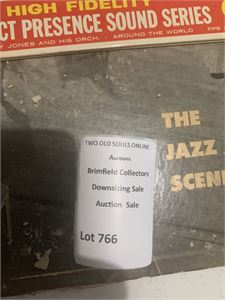 HIGH FIDELITY
CT PRESENCE SOUND SERIES
Y JONES AND HIS ORCH. · AROUND THE WORLD PPS
THE
JAZZ
SCENE
TWO OLD SOULS ONLINE
Auctions
Brimfield Collectors
Downsizing Sale
Auction Sale
Lot 766